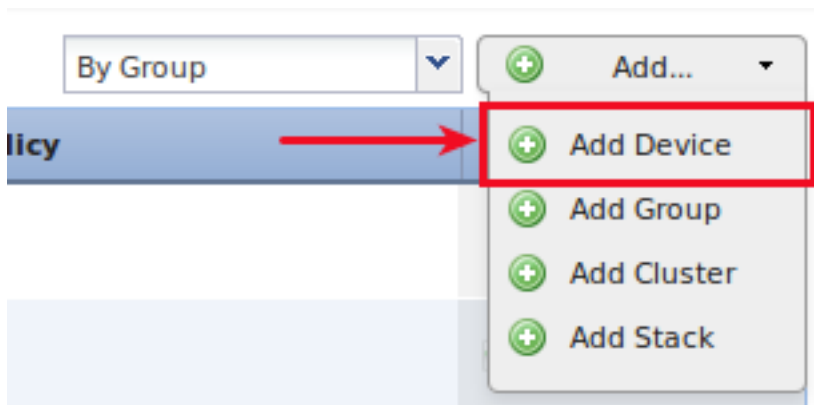 By Group
Add...
licy
Add Device
Add Group
Add Cluster
Add Stack